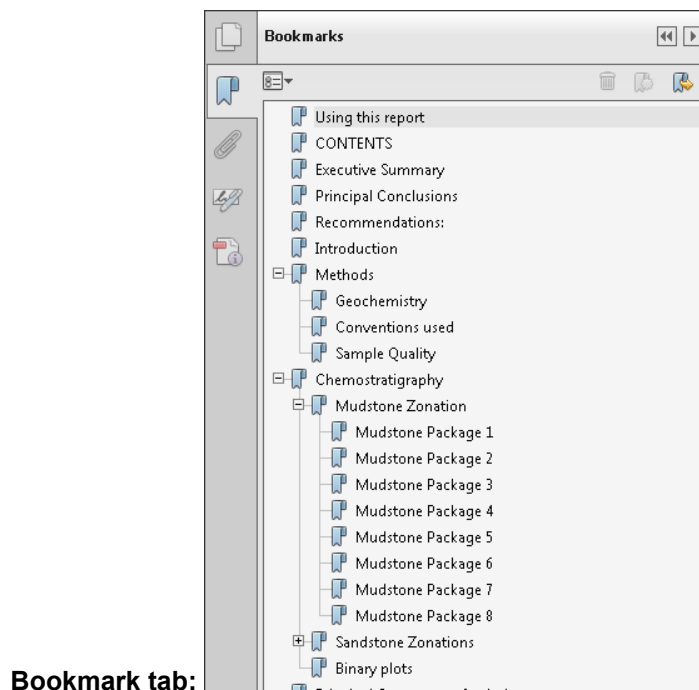 Bookmarks
Using this report
CONTENTS
Executive Summary
Principal Conclusions
Recommendations:
Introduction
Methods
Geochemistry
Conventions used
Sample Quality
Chemostratigraphy
Mudstone Zonation
Mudstone Package 1
Mudstone Package 2
Mudstone Package 3
Mudstone Package 4
Mudstone Package 5
Mudstone Package 6
Mudstone Package 7
Mudstone Package 8
Sandstone Zonations
Binary plots
Bookmark tab: